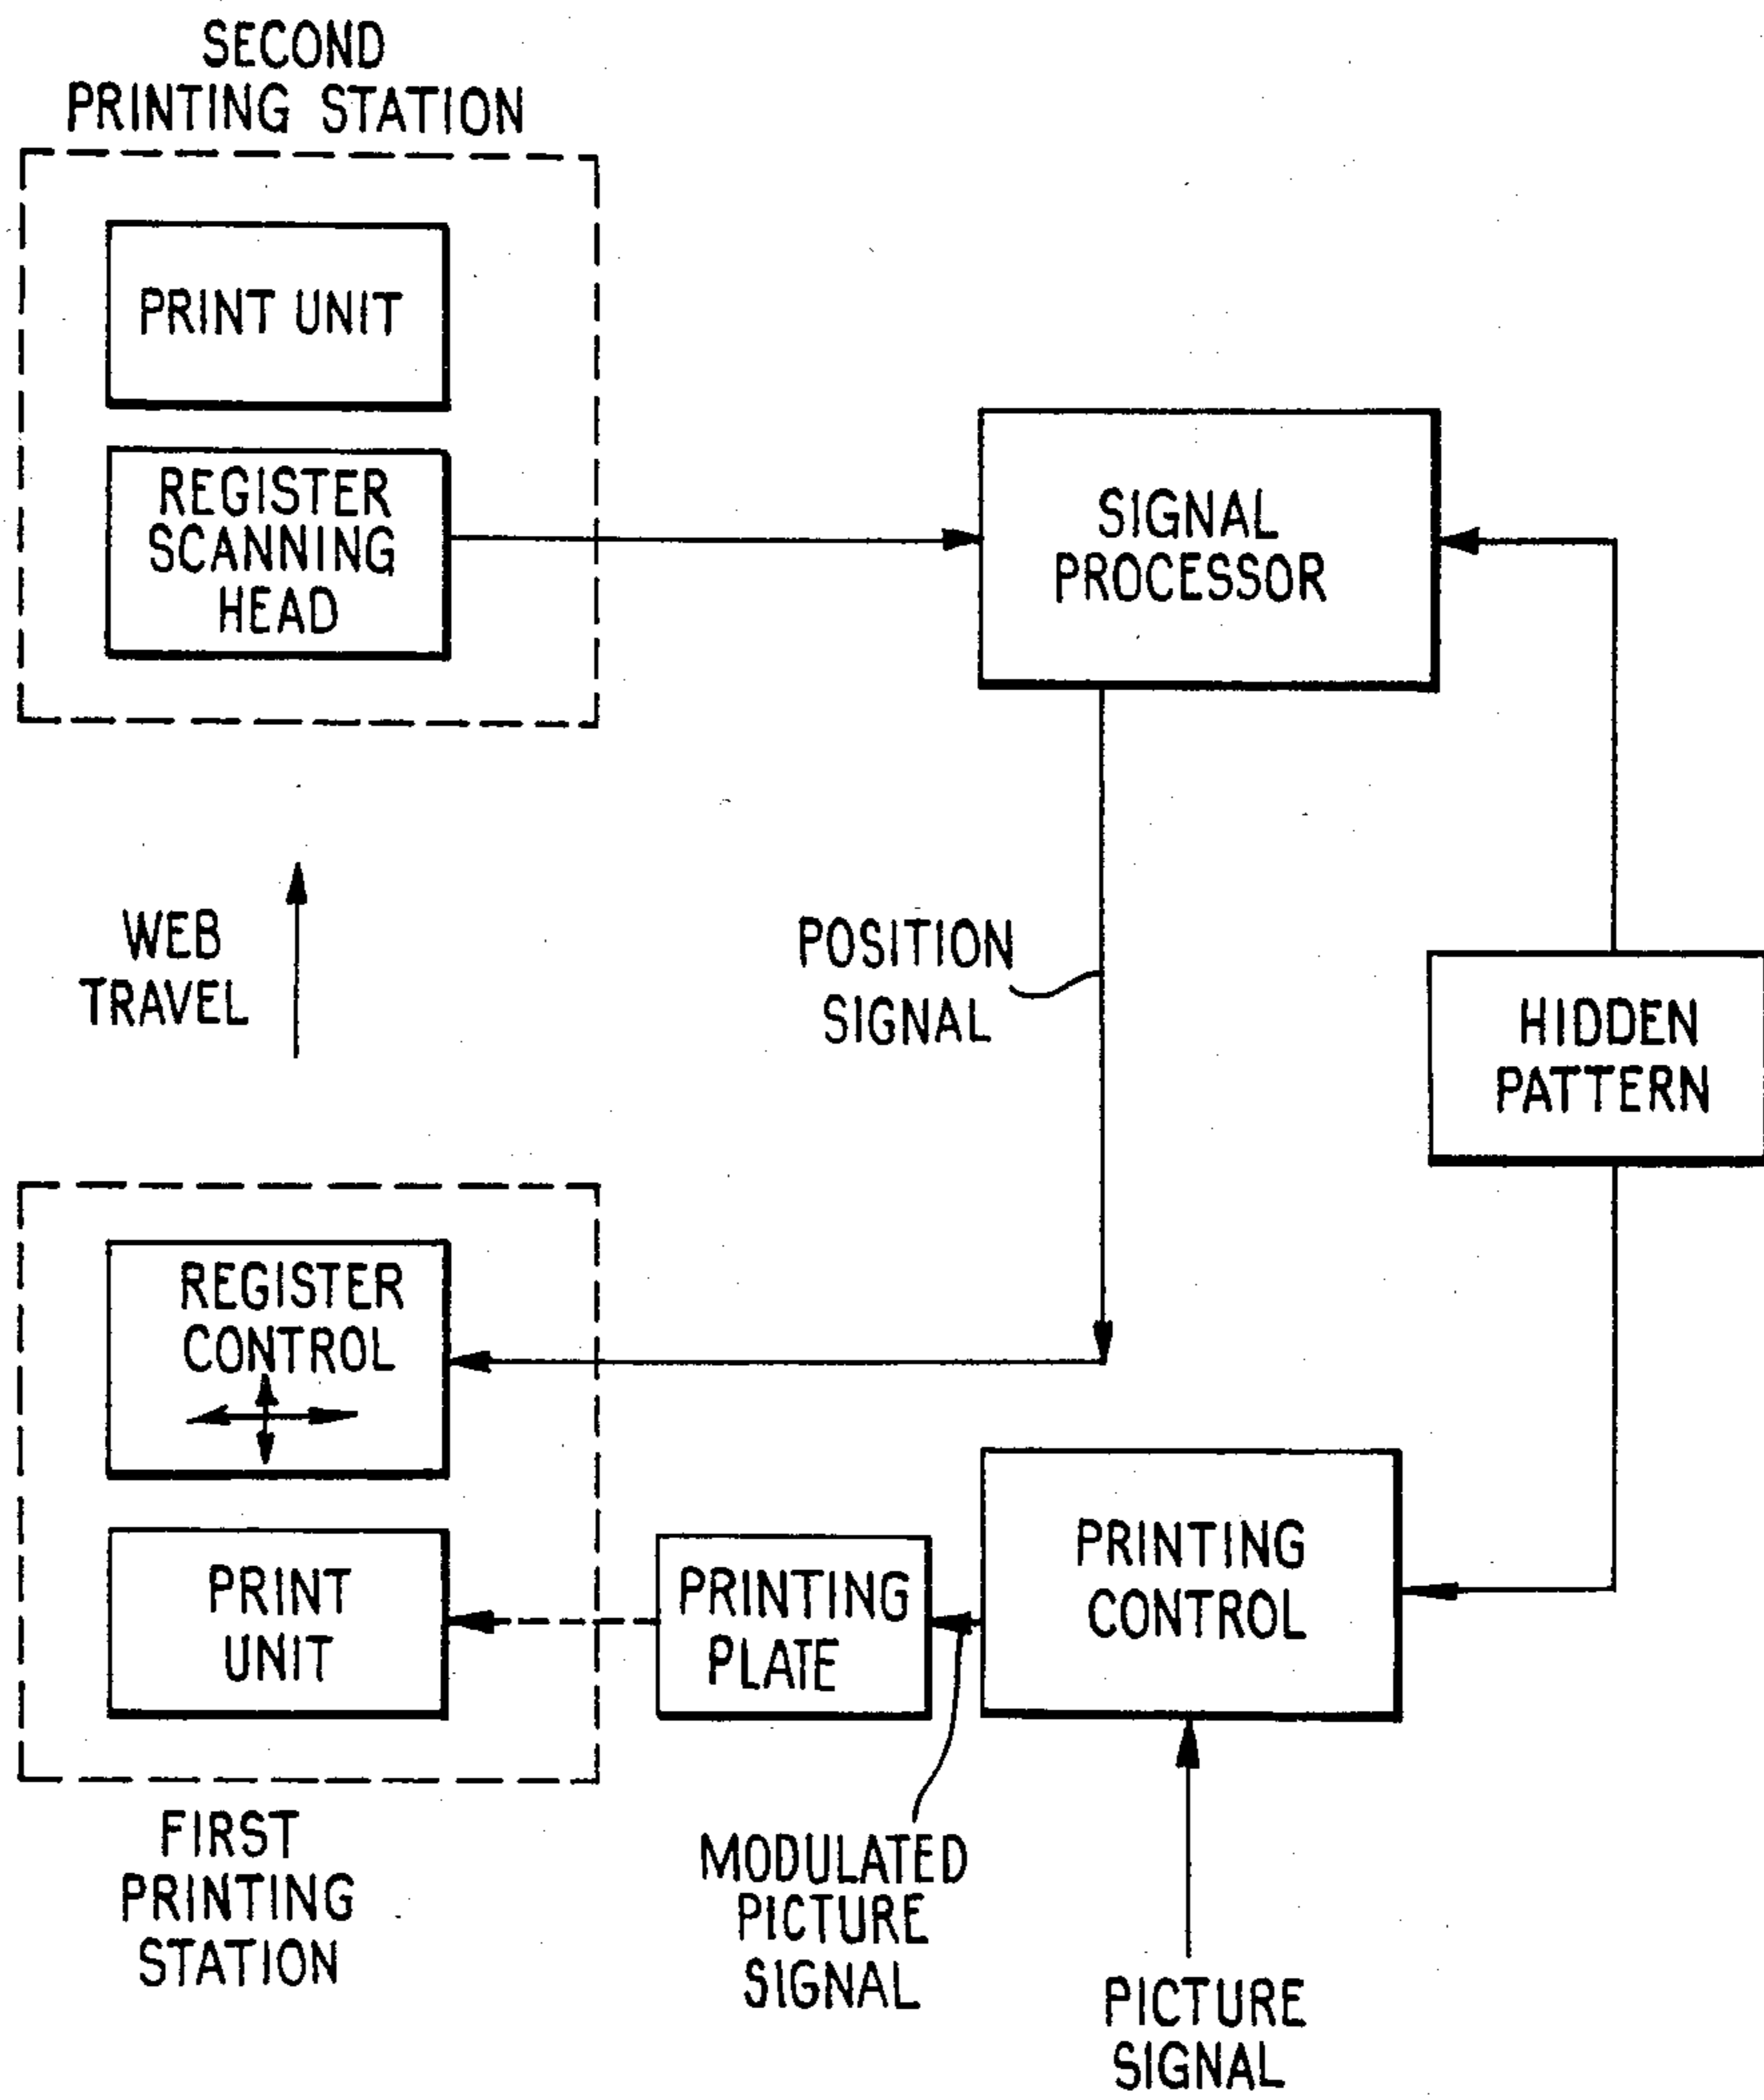 SECOND
PRINTING STATION
PRINT UNIT
REGISTER
SCANNING
HEAD
SIGNAL
PROCESSOR
WEB
TRAVEL
POSITION
SIGNAL
HIDDEN
PATTERN
REGISTER
CONTROL
PRINT
UNIT
PRINTING
PLATE
PRINTING
CONTROL
FIRST
PRINTING
STATION
MODULATED
PICTURE
SIGNAL
PICTURE
SIGNAL